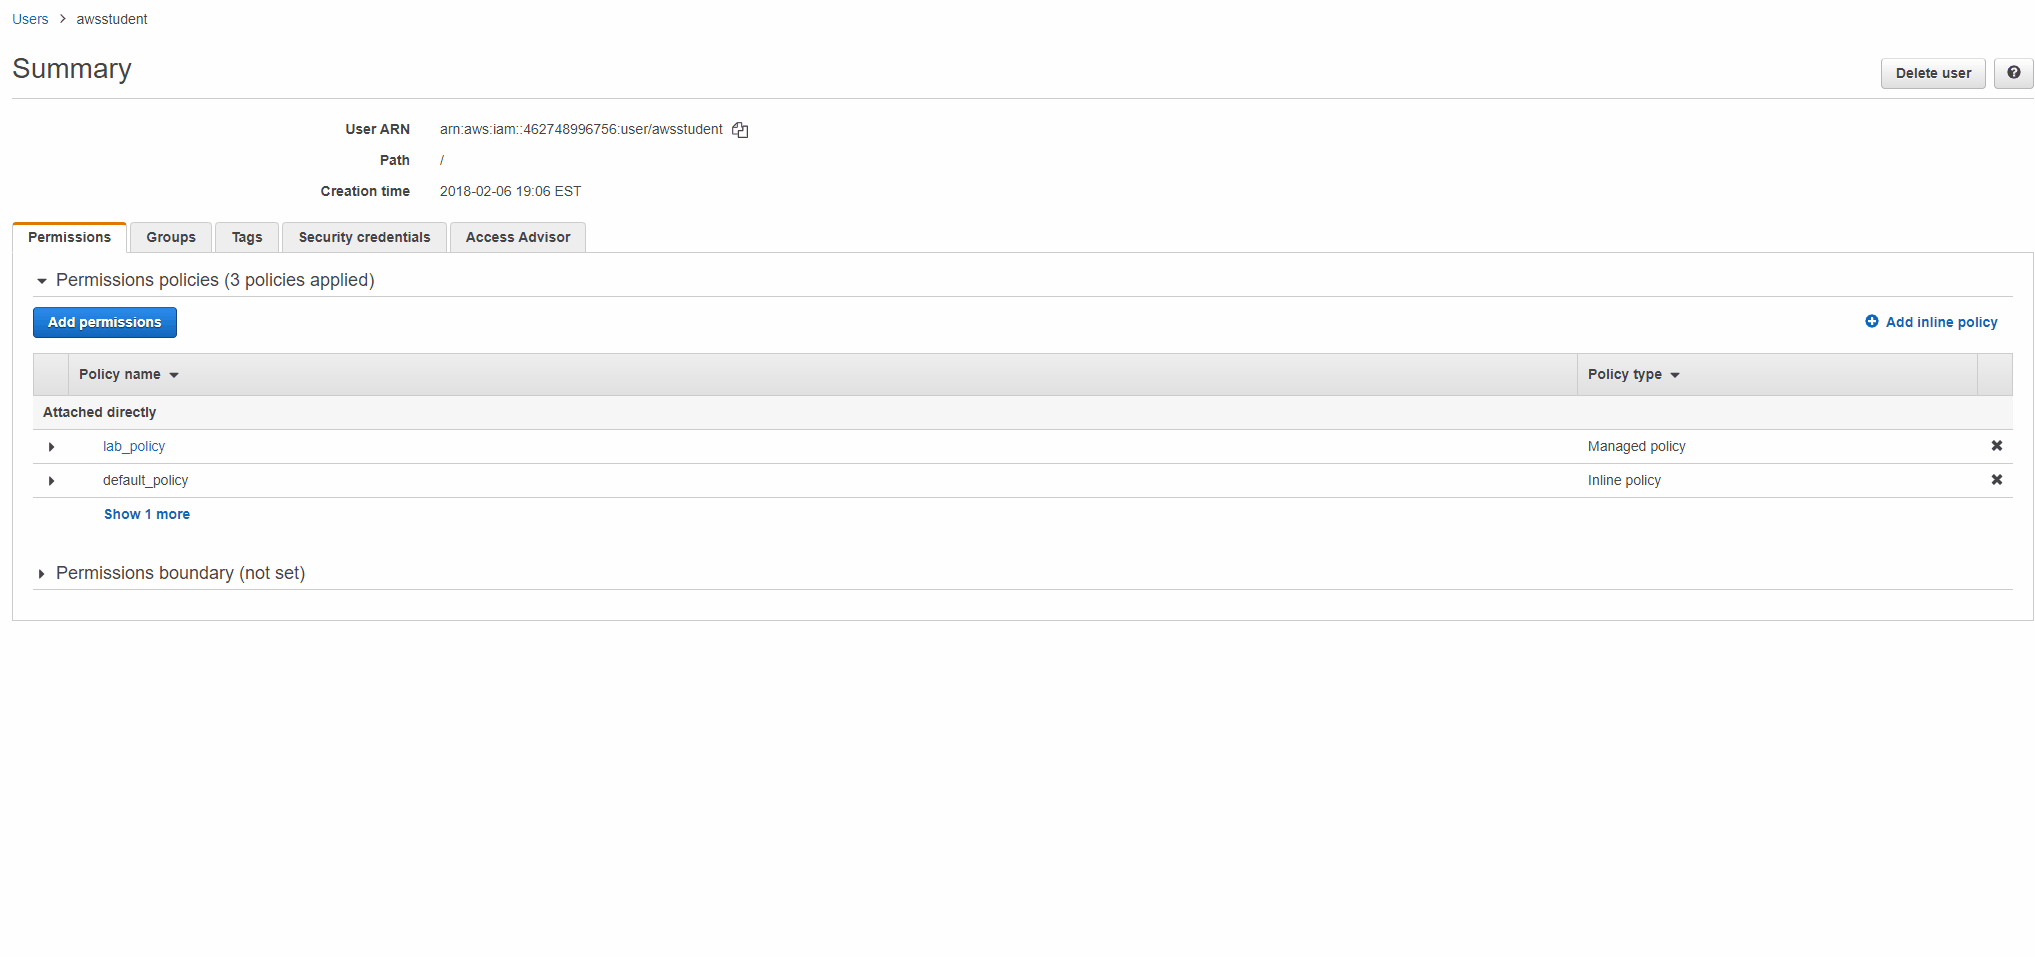 Users > awsstudent
Summary
Delete user
User ARN arn:aws:iam::462748996756:user/awsstudent
Path /
Creation time 2018-02-06 19:06 EST
Permissions Groups Tags Security credentials Access Advisor
Permissions policies (3 policies applied)
Add permissions Add inline policy
Policy name Policy type
Attached directly
lab_policy Managed policy
default_policy Inline policy
Show 1 more
Permissions boundary (not set)